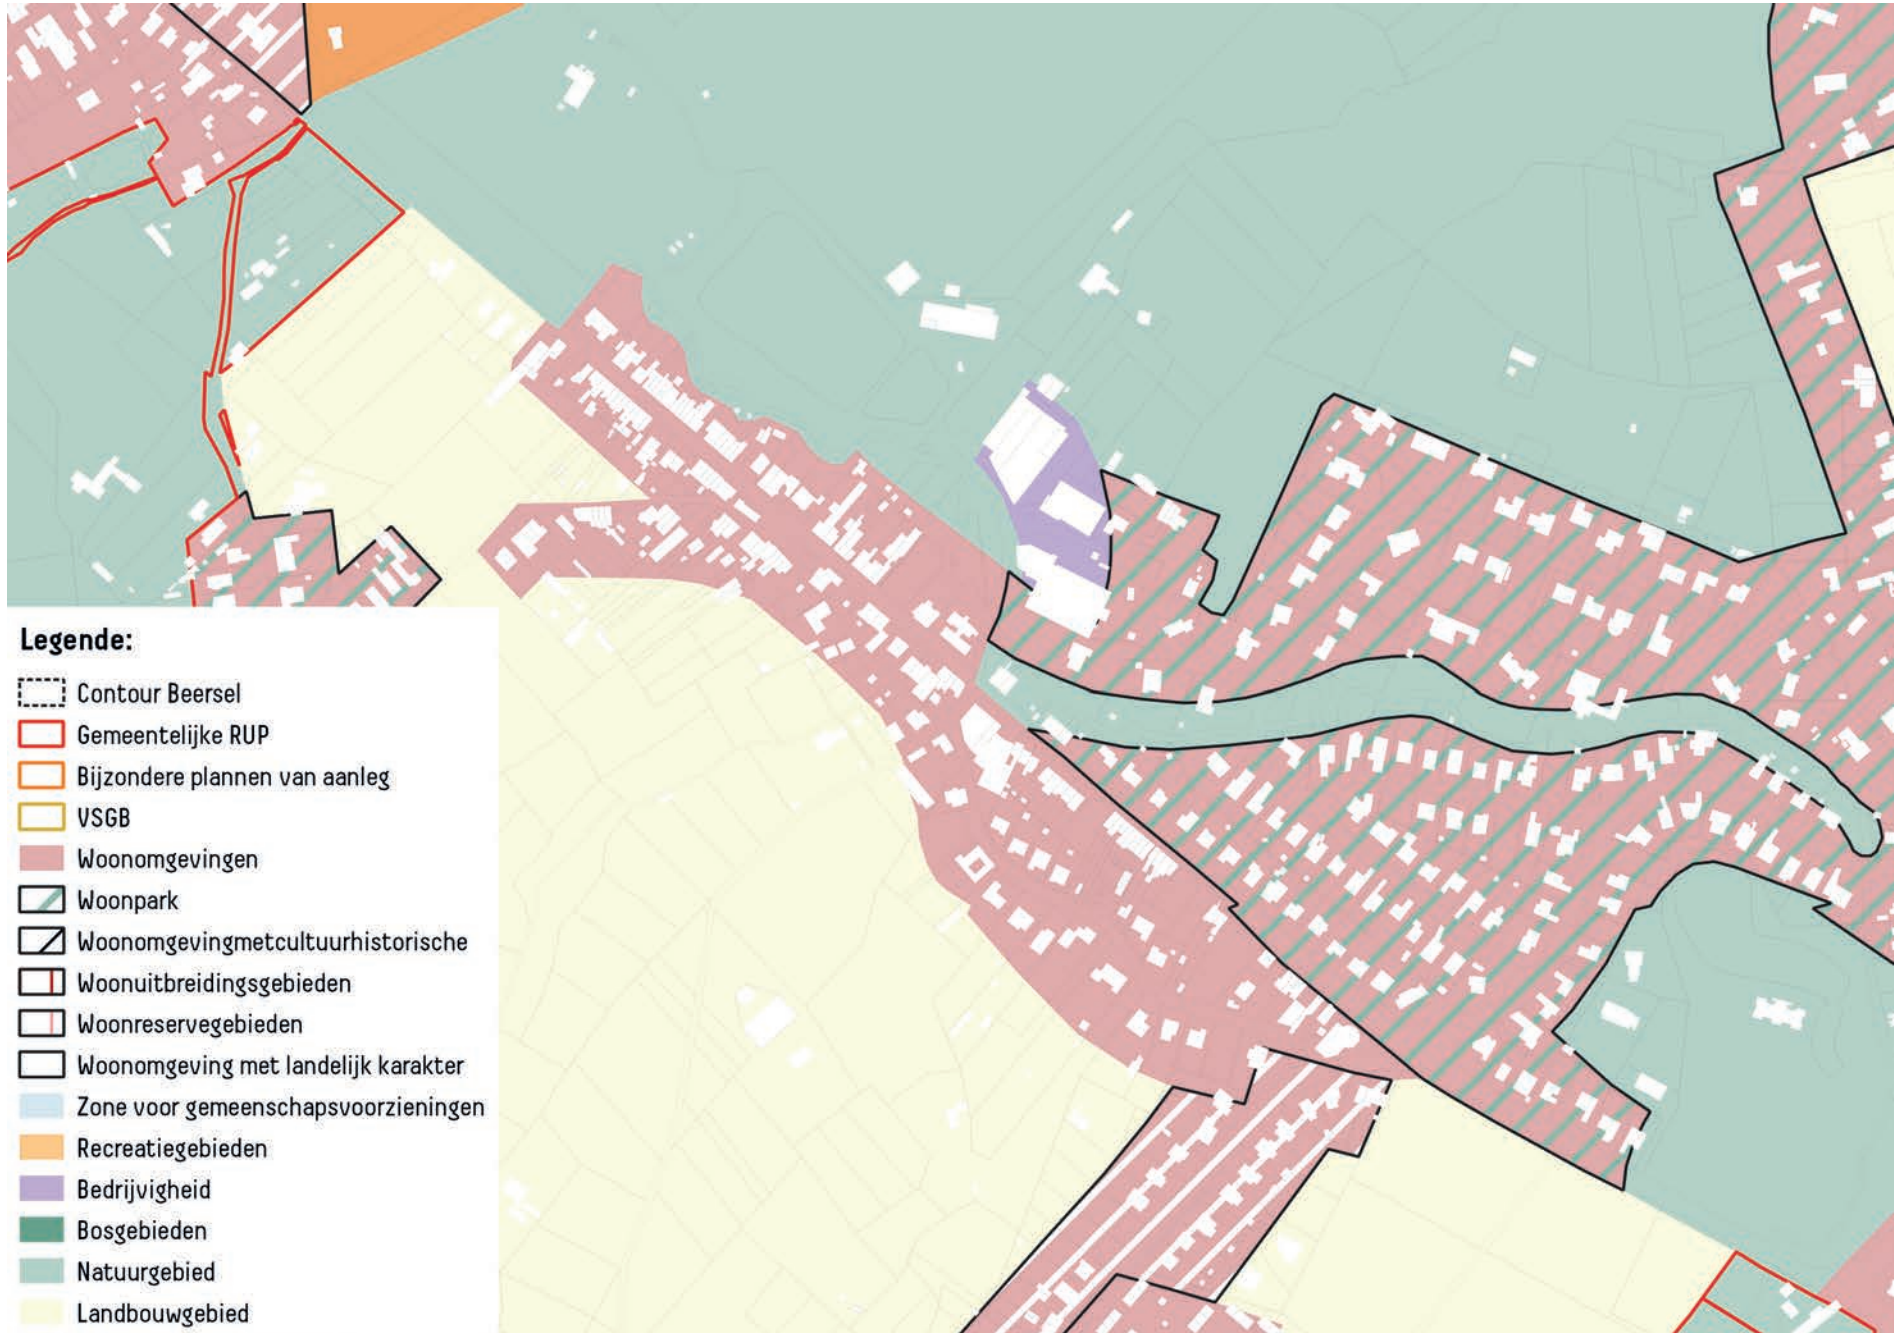 Legende:
Contour Beersel
Gemeentelijke RUP
Bijzondere plannen van aanleg
VSGB
Woonomgevingen
Woonpark
Woonomgevingmetcultuurhistorische
Woonuitbreidingsgebieden
Woonreservegebieden
Woonomgeving met landelijk karakter
Zone voor gemeenschapsvoorzieningen
Recreatiegebieden
Bedrijvigheid
Bosgebieden
Natuurgebied
Landbouwgebied